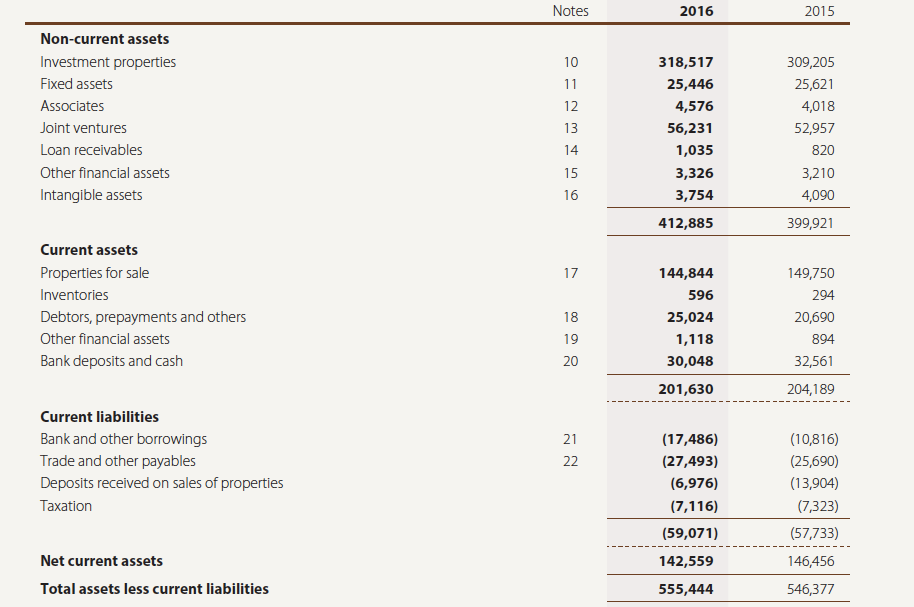 Notes 2016 2015
Non-current assets
Investment properties 10 318,517 309,205
Fixed assets 11 25,446 25,621
Associates 12 4,576 4,018
Joint ventures 13 56,231 52,957
Loan receivables 14 1,035 820
Other financial assets 15 3,326 3,210
Intangible assets 16 3,754 4,090
412,885 399,921
Current assets
Properties for sale 17 144,844 149,750
Inventories 596 294
Debtors, prepayments and others 18 25,024 20,690
Other financial assets 19 1,118 894
Bank deposits and cash 20 30,048 32,561
201,630 204,189
Current liabilities
Bank and other borrowings 21 (17,486) (10,816)
Trade and other payables 22 (27,493) (25,690)
Deposits received on sales of properties (6,976) (13,904)
Taxation (7,116) (7,323)
(59,071) (57,733)
Net current assets 142,559 146,456
Total assets less current liabilities 555,444 546,377